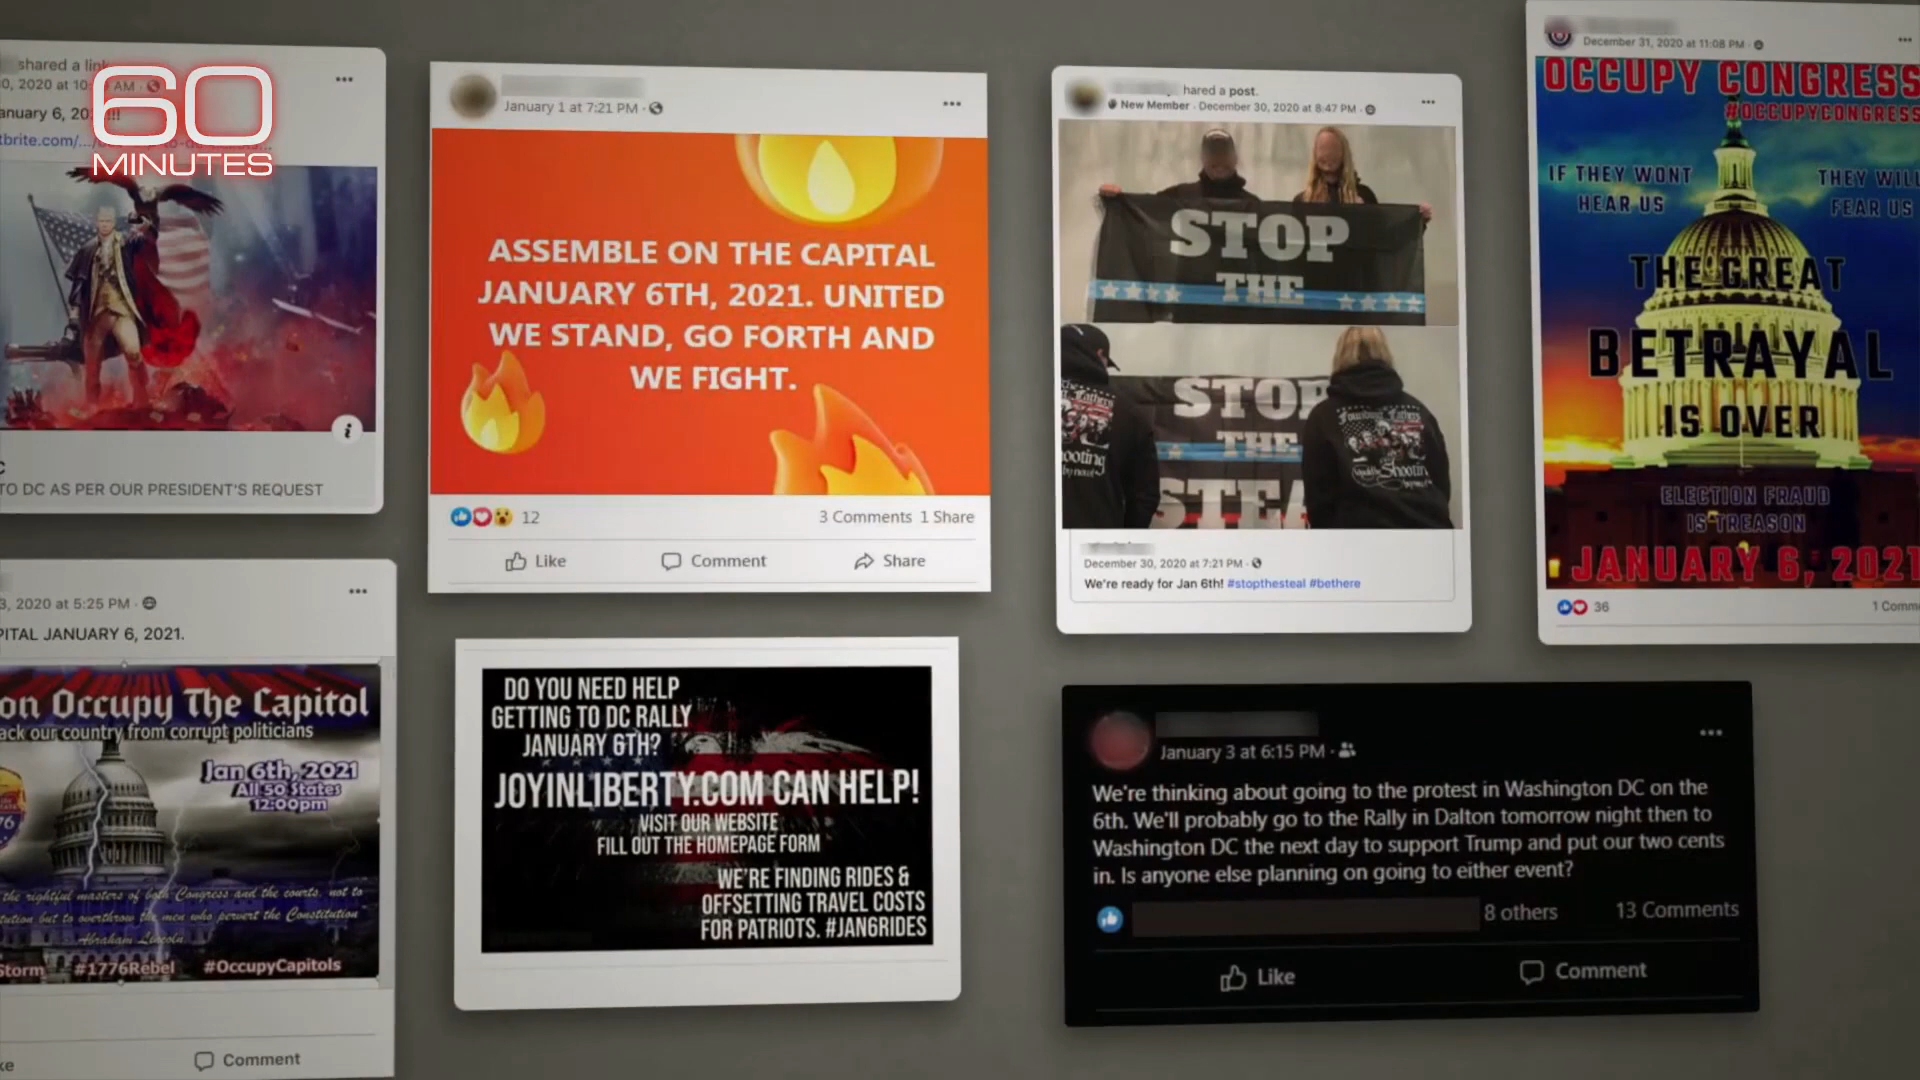 60
MINUTES
shared a link
0, 2020 at 10: AM
anuary 6, 20 !!!
tbrite.com/.../
TO DC AS PER OUR PRESIDENT'S REQUEST
January 1 at 7:21 PM
ASSEMBLE ON THE CAPITAL
JANUARY 6TH, 2021. UNITED
WE STAND, GO FORTH AND
WE FIGHT.
12
3 Comments 1 Share
Like Comment Share
hared a post.
New Member · December 30, 2020 at 8:47 PM
STOP
THE
STOP
THE
STEA
Founding Fathers
Shootin
ooting
December 30, 2020 at 7:21 PM
We're ready for Jan 6th! #stopthesteal #bethere
December 31, 2020 at 11:08 PM
OCCUPY CONGRESS
#OCCUPYCONGRESS
IF THEY WONT
HEAR US
THEY WILL
FEAR US
THE GREAT
BETRAYAL
IS OVER
ELECTION FRAUD
IS TREASON
JANUARY 6, 2021
36
1 Comme
3, 2020 at 5:25 PM
PITAL JANUARY 6, 2021.
on Occupy The Capitol
ack our country from corrupt politicians
Jan 6th, 2021
All 50 States
12:00pm
76
the rightful masters of both Congress and the courts, not to
tution but to overthrow the men who pervert the Constitution
Abraham Lincoln
Storm #1776Rebel #OccupyCapitols
ke Comment
DO YOU NEED HELP
GETTING TO DC RALLY
JANUARY 6TH?
JOYINLIBERTY.COM CAN HELP!
VISIT OUR WEBSITE
FILL OUT THE HOMEPAGE FORM
WE'RE FINDING RIDES &
OFFSETTING TRAVEL COSTS
FOR PATRIOTS. #JAN6RIDES
January 3 at 6:15 PM
We're thinking about going to the protest in Washington DC on the
6th. We'll probably go to the Rally in Dalton tomorrow night then to
Washington DC the next day to support Trump and put our two cents
in. Is anyone else planning on going to either event?
8 others 13 Comments
Like Comment